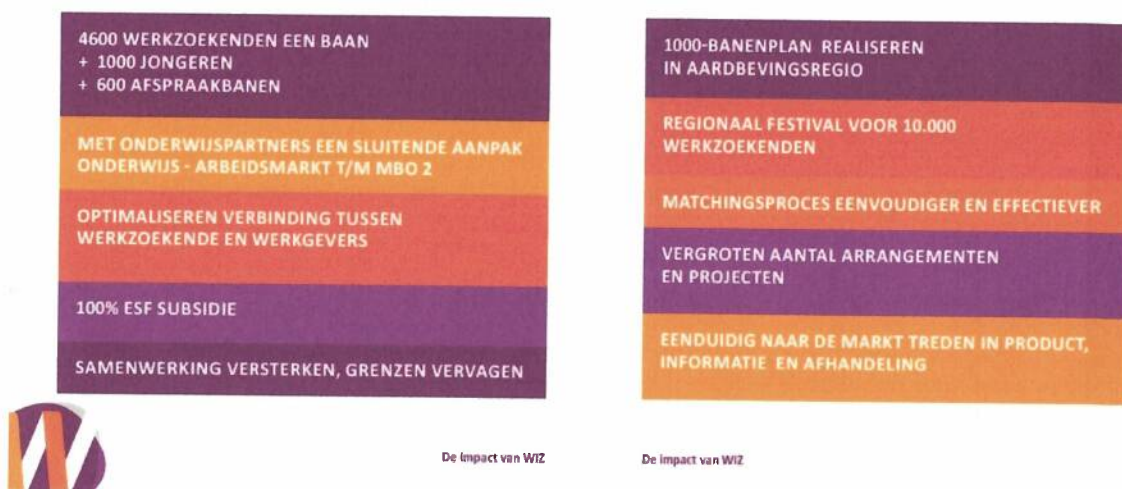 4600 WERKZOEKENDEN EEN BAAN
+ 1000 JONGEREN
+ 600 AFSPRAAKBANEN
MET ONDERWIJSPARTNERS EEN SLUITENDE AANPAK
ONDERWIJS - ARBEIDSMARKT T/M MBO 2
OPTIMALISEREN VERBINDING TUSSEN
WERKZOEKENDE EN WERKGEVERS
100% ESF SUBSIDIE
SAMENWERKING VERSTERKEN, GRENZEN VERVAGEN
De impact van WIZ
1000-BANENPLAN REALISEREN
IN AARDBEVINGSREGIO
REGIONAAL FESTIVAL VOOR 10.000
WERKZOEKENDEN
MATCHINGSPROCES EENVOUDIGER EN EFFECTIEVER
VERGROTEN AANTAL ARRANGEMENTEN
EN PROJECTEN
EENDUIDIG NAAR DE MARKT TREDEN IN PRODUCT,
INFORMATIE EN AFHANDELING
De impact van WIZ